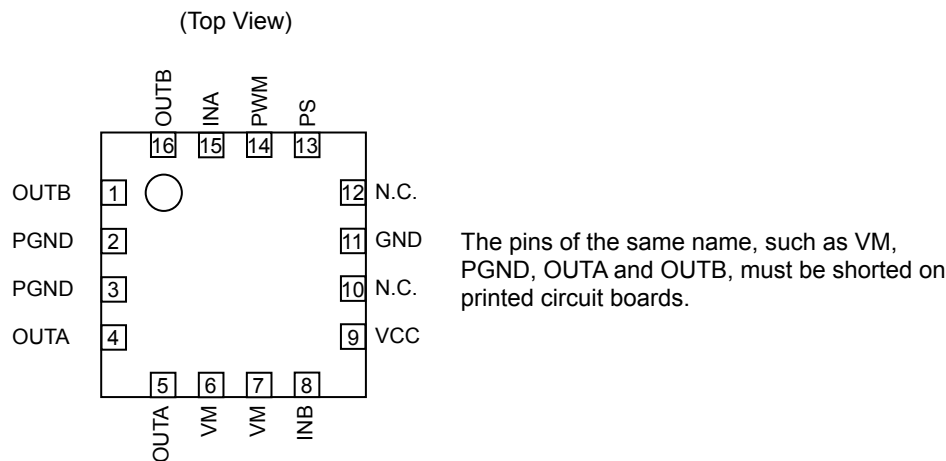 (Top View)
OUTB INA PWM PS
16 15 14 13
OUTB 1 12 N.C.
PGND 2 11 GND
PGND 3 10 N.C.
OUTA 4 9 VCC
5 6 7 8
OUTA VM VM INB
The pins of the same name, such as VM,
PGND, OUTA and OUTB, must be shorted on
printed circuit boards.